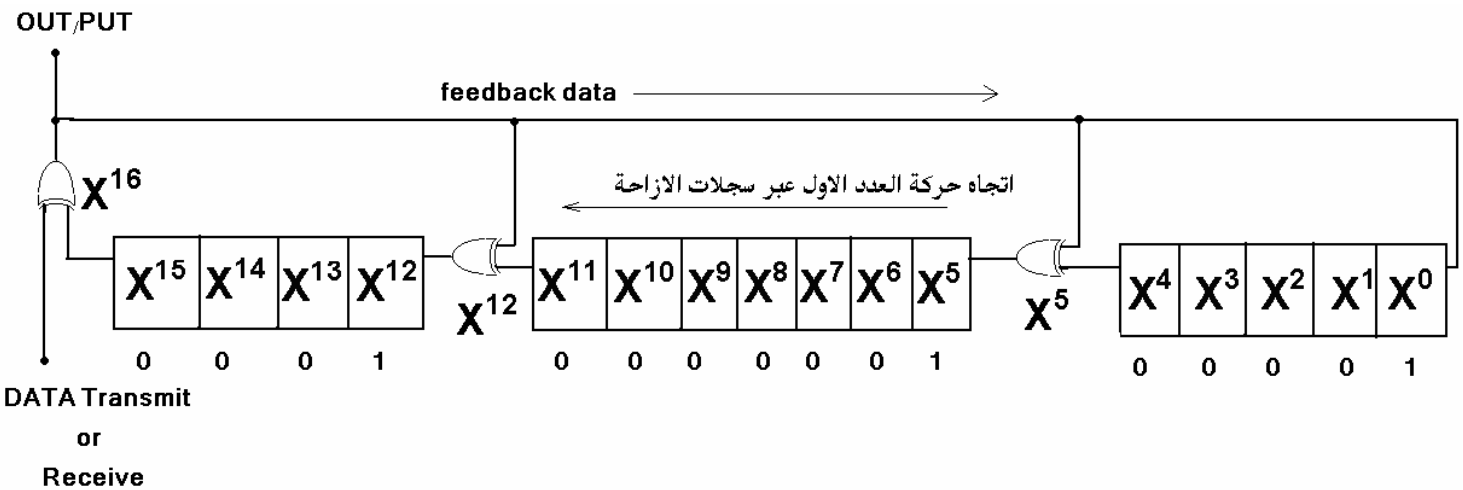 OUT/PUT
feedback data
X¹⁶
اتجاه حركة العدد الاول عبر سجلات الازاحة
X¹⁵ X¹⁴ X¹³ X¹² X¹² X¹¹ X¹⁰ X⁹ X⁸ X⁷ X⁶ X⁵ X⁵ X⁴ X³ X² X¹ X⁰
0 0 0 1 0 0 0 0 0 0 1 0 0 0 0 1
DATA Transmit
or
Receive